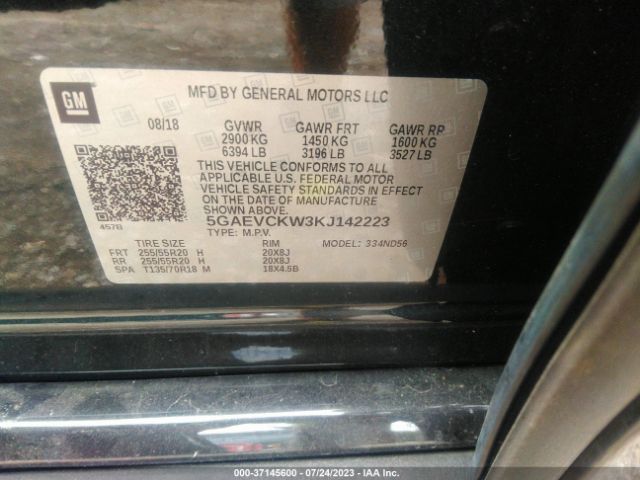 GM
MFD BY GENERAL MOTORS LLC
08/18 GVWR GAWR FRT GAWR RR
2900 KG 1450 KG 1600 KG
6394 LB 3196 LB 3527 LB
THIS VEHICLE CONFORMS TO ALL
APPLICABLE U.S. FEDERAL MOTOR
VEHICLE SAFETY STANDARDS IN EFFECT
ON THE DATE OF MANUFACTURE
SHOWN ABOVE.
457B 5GAEVCKW3KJ142223
TYPE: M.P.V.
TIRE SIZE RIM MODEL: 334ND56
FRT 255/55R20 H 20X8J
RR 255/55R20 H 20X8J
SPA T135/70R18 M 18X4.5B
000-37145600 - 07/24/2023 - IAA Inc.